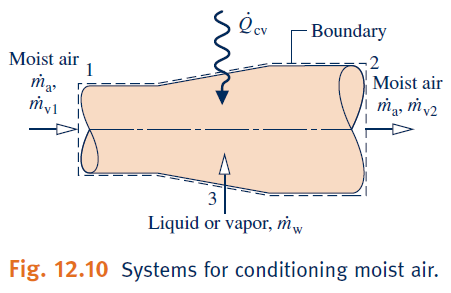 Q̇cv
Boundary
Moist air
ṁa,
ṁv1
1
2
Moist air
ṁa, ṁv2
3
Liquid or vapor, ṁw
Fig. 12.10 Systems for conditioning moist air.